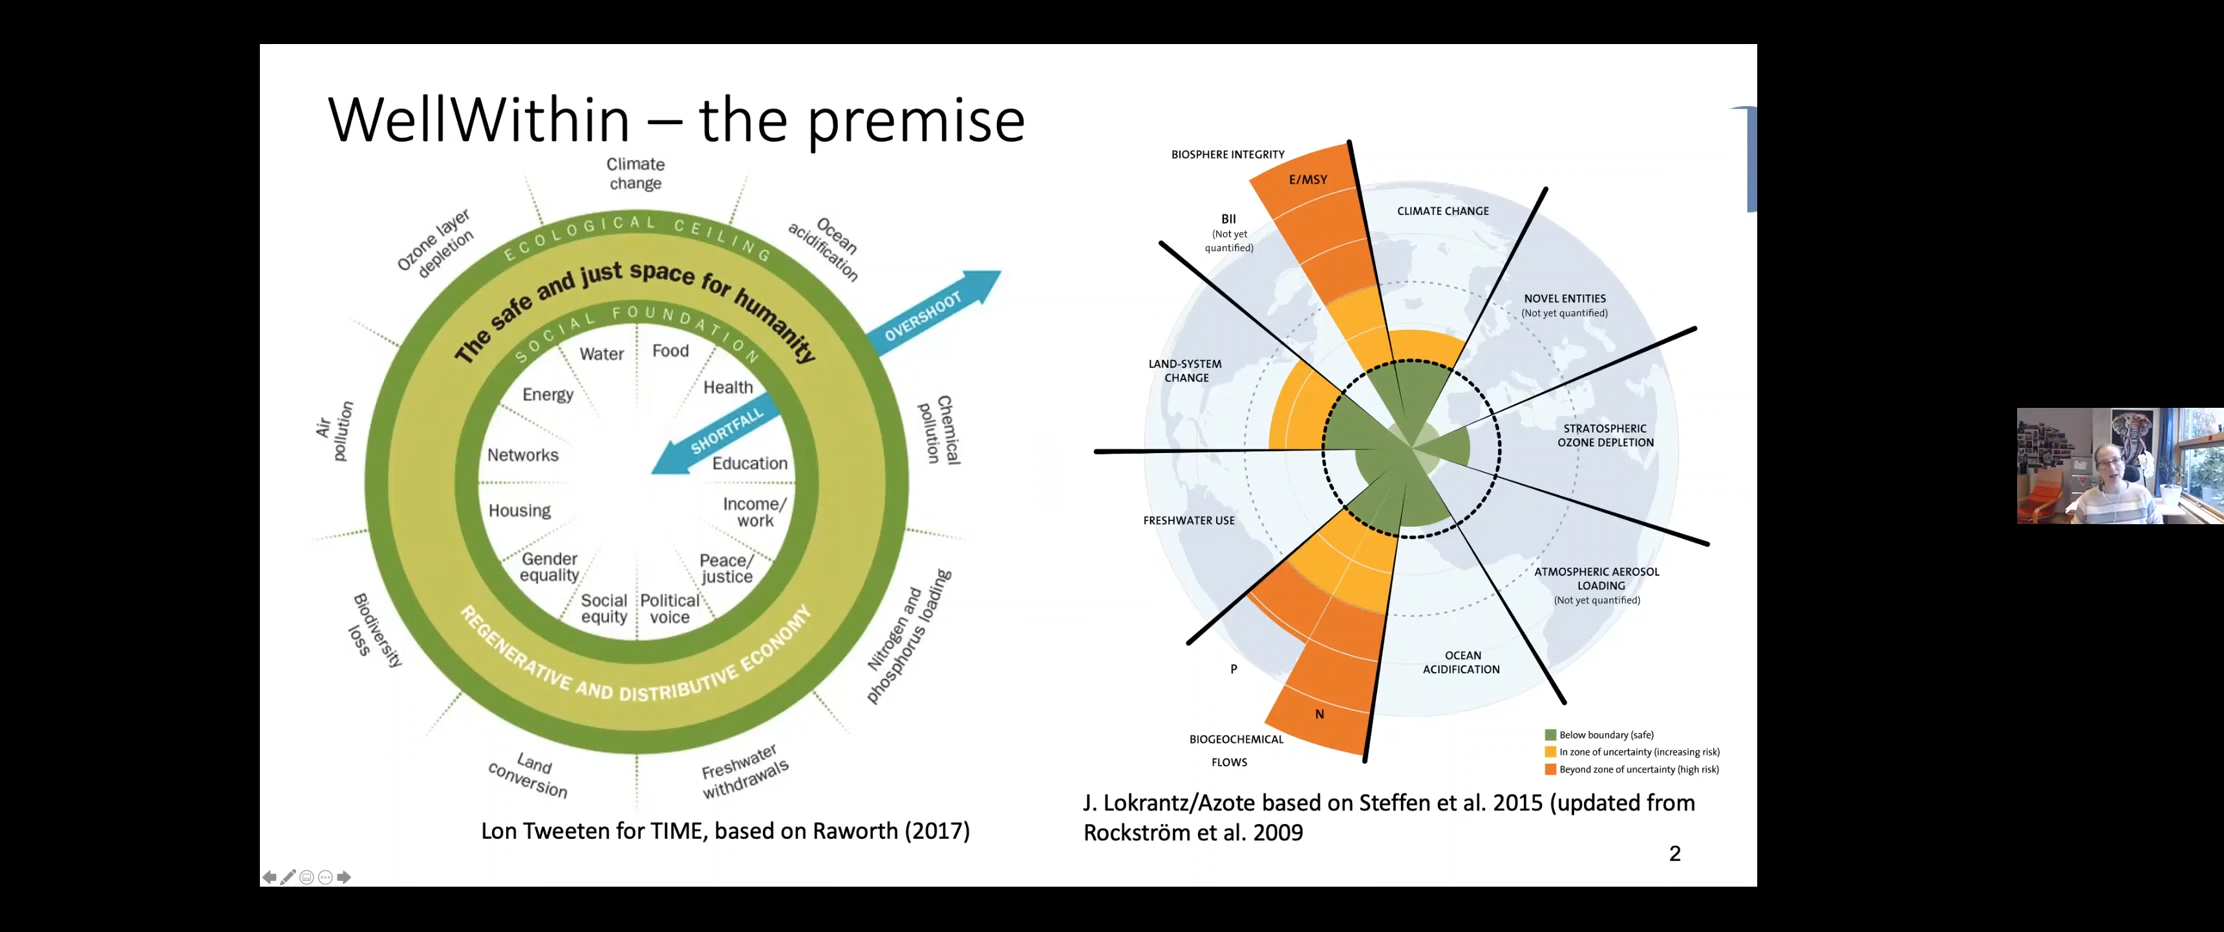 WellWithin – the premise
Climate
change
Ocean
acidification
Chemical
pollution
Nitrogen and
phosphorus loading
Freshwater
withdrawals
Land
conversion
Biodiversity
loss
Air
pollution
Ozone layer
depletion
ECOLOGICAL CEILING
The safe and just space for humanity
SOCIAL FOUNDATION
OVERSHOOT
SHORTFALL
Water
Food
Health
Education
Income/
work
Peace/
justice
Political
voice
Social
equity
Gender
equality
Housing
Networks
Energy
REGENERATIVE AND DISTRIBUTIVE ECONOMY
Lon Tweeten for TIME, based on Raworth (2017)
BIOSPHERE INTEGRITY
E/MSY
BII
(Not yet
quantified)
CLIMATE CHANGE
NOVEL ENTITIES
(Not yet quantified)
STRATOSPHERIC
OZONE DEPLETION
ATMOSPHERIC AEROSOL
LOADING
(Not yet quantified)
OCEAN
ACIDIFICATION
N
BIOGEOCHEMICAL
FLOWS
P
FRESHWATER USE
LAND-SYSTEM
CHANGE
Below boundary (safe)
In zone of uncertainty (increasing risk)
Beyond zone of uncertainty (high risk)
J. Lokrantz/Azote based on Steffen et al. 2015 (updated from
Rockström et al. 2009
2